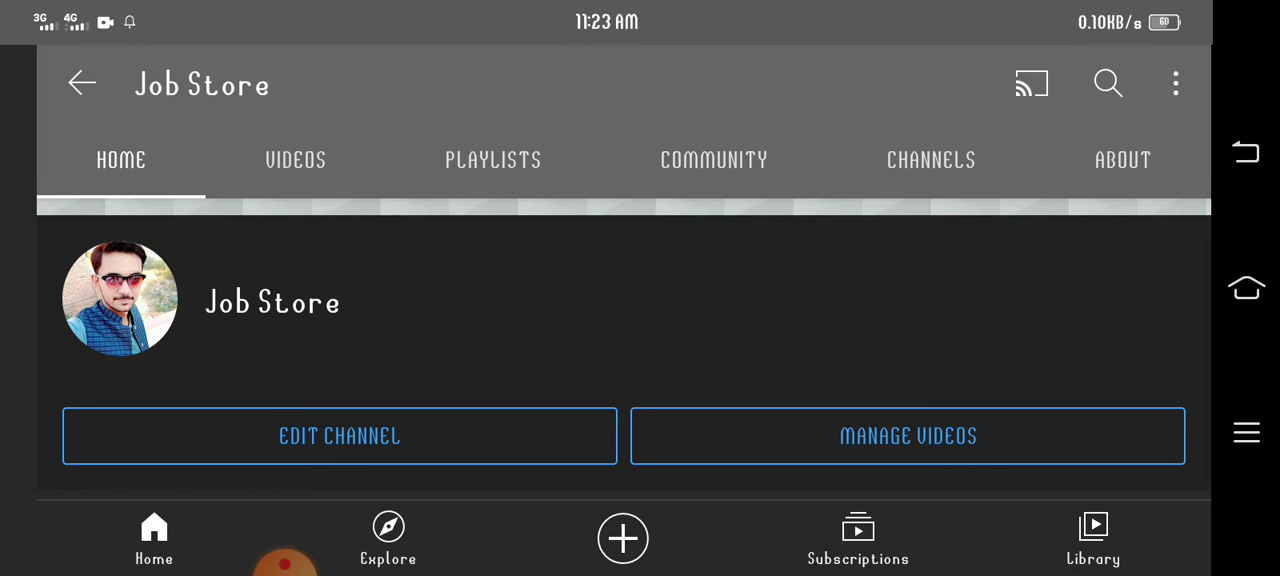 3G 4G 11:23 AM 0.10KB/s 60
Job Store
HOME VIDEOS PLAYLISTS COMMUNITY CHANNELS ABOUT
Job Store
EDIT CHANNEL MANAGE VIDEOS
Home Explore Subscriptions Library